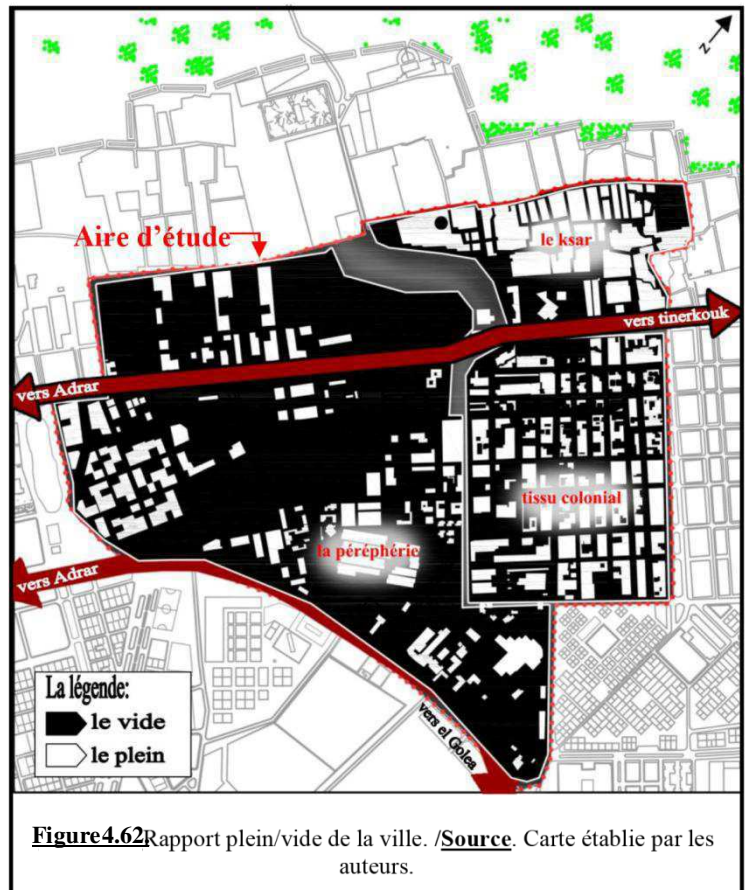 z
Aire d'étude
le ksar
vers tinerkouk
vers Adrar
tissu colonial
la péréphérie
vers Adrar
vers el Golea
La légende:
le vide
le plein
Figure4.62Rapport plein/vide de la ville. /Source. Carte établie par les
auteurs.